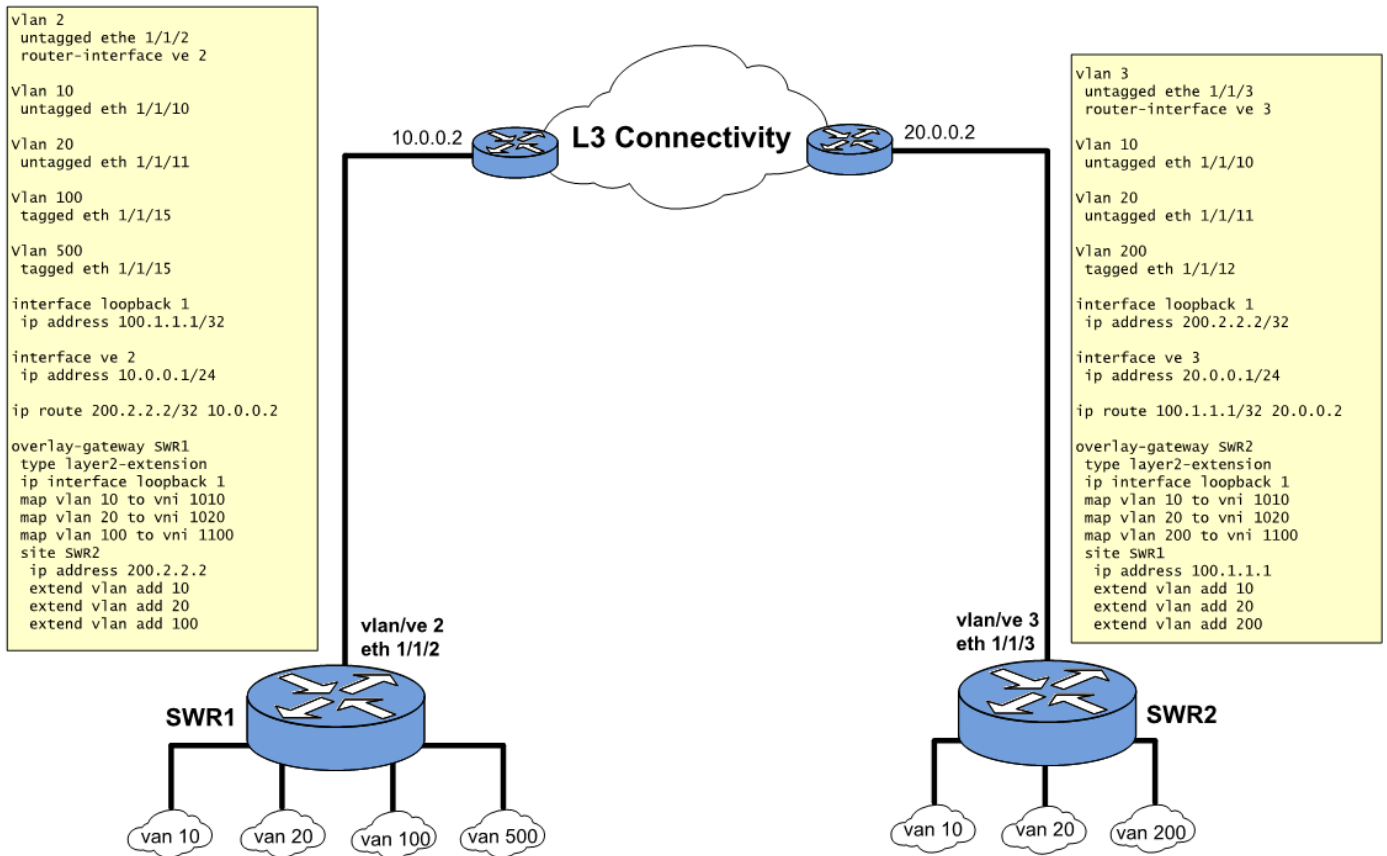 vlan 2
untagged ethe 1/1/2
router-interface ve 2
vlan 10
untagged eth 1/1/10
vlan 20
untagged eth 1/1/11
vlan 100
tagged eth 1/1/15
vlan 500
tagged eth 1/1/15
interface loopback 1
ip address 100.1.1.1/32
interface ve 2
ip address 10.0.0.1/24
ip route 200.2.2.2/32 10.0.0.2
overlay-gateway SWR1
type layer2-extension
ip interface loopback 1
map vlan 10 to vni 1010
map vlan 20 to vni 1020
map vlan 100 to vni 1100
site SWR2
ip address 200.2.2.2
extend vlan add 10
extend vlan add 20
extend vlan add 100
10.0.0.2
L3 Connectivity
20.0.0.2
vlan 3
untagged ethe 1/1/3
router-interface ve 3
vlan 10
untagged eth 1/1/10
vlan 20
untagged eth 1/1/11
vlan 200
tagged eth 1/1/12
interface loopback 1
ip address 200.2.2.2/32
interface ve 3
ip address 20.0.0.1/24
ip route 100.1.1.1/32 20.0.0.2
overlay-gateway SWR2
type layer2-extension
ip interface loopback 1
map vlan 10 to vni 1010
map vlan 20 to vni 1020
map vlan 200 to vni 1100
site SWR1
ip address 100.1.1.1
extend vlan add 10
extend vlan add 20
extend vlan add 200
vlan/ve 2
eth 1/1/2
vlan/ve 3
eth 1/1/3
SWR1
SWR2
van 10
van 20
van 100
van 500
van 10
van 20
van 200